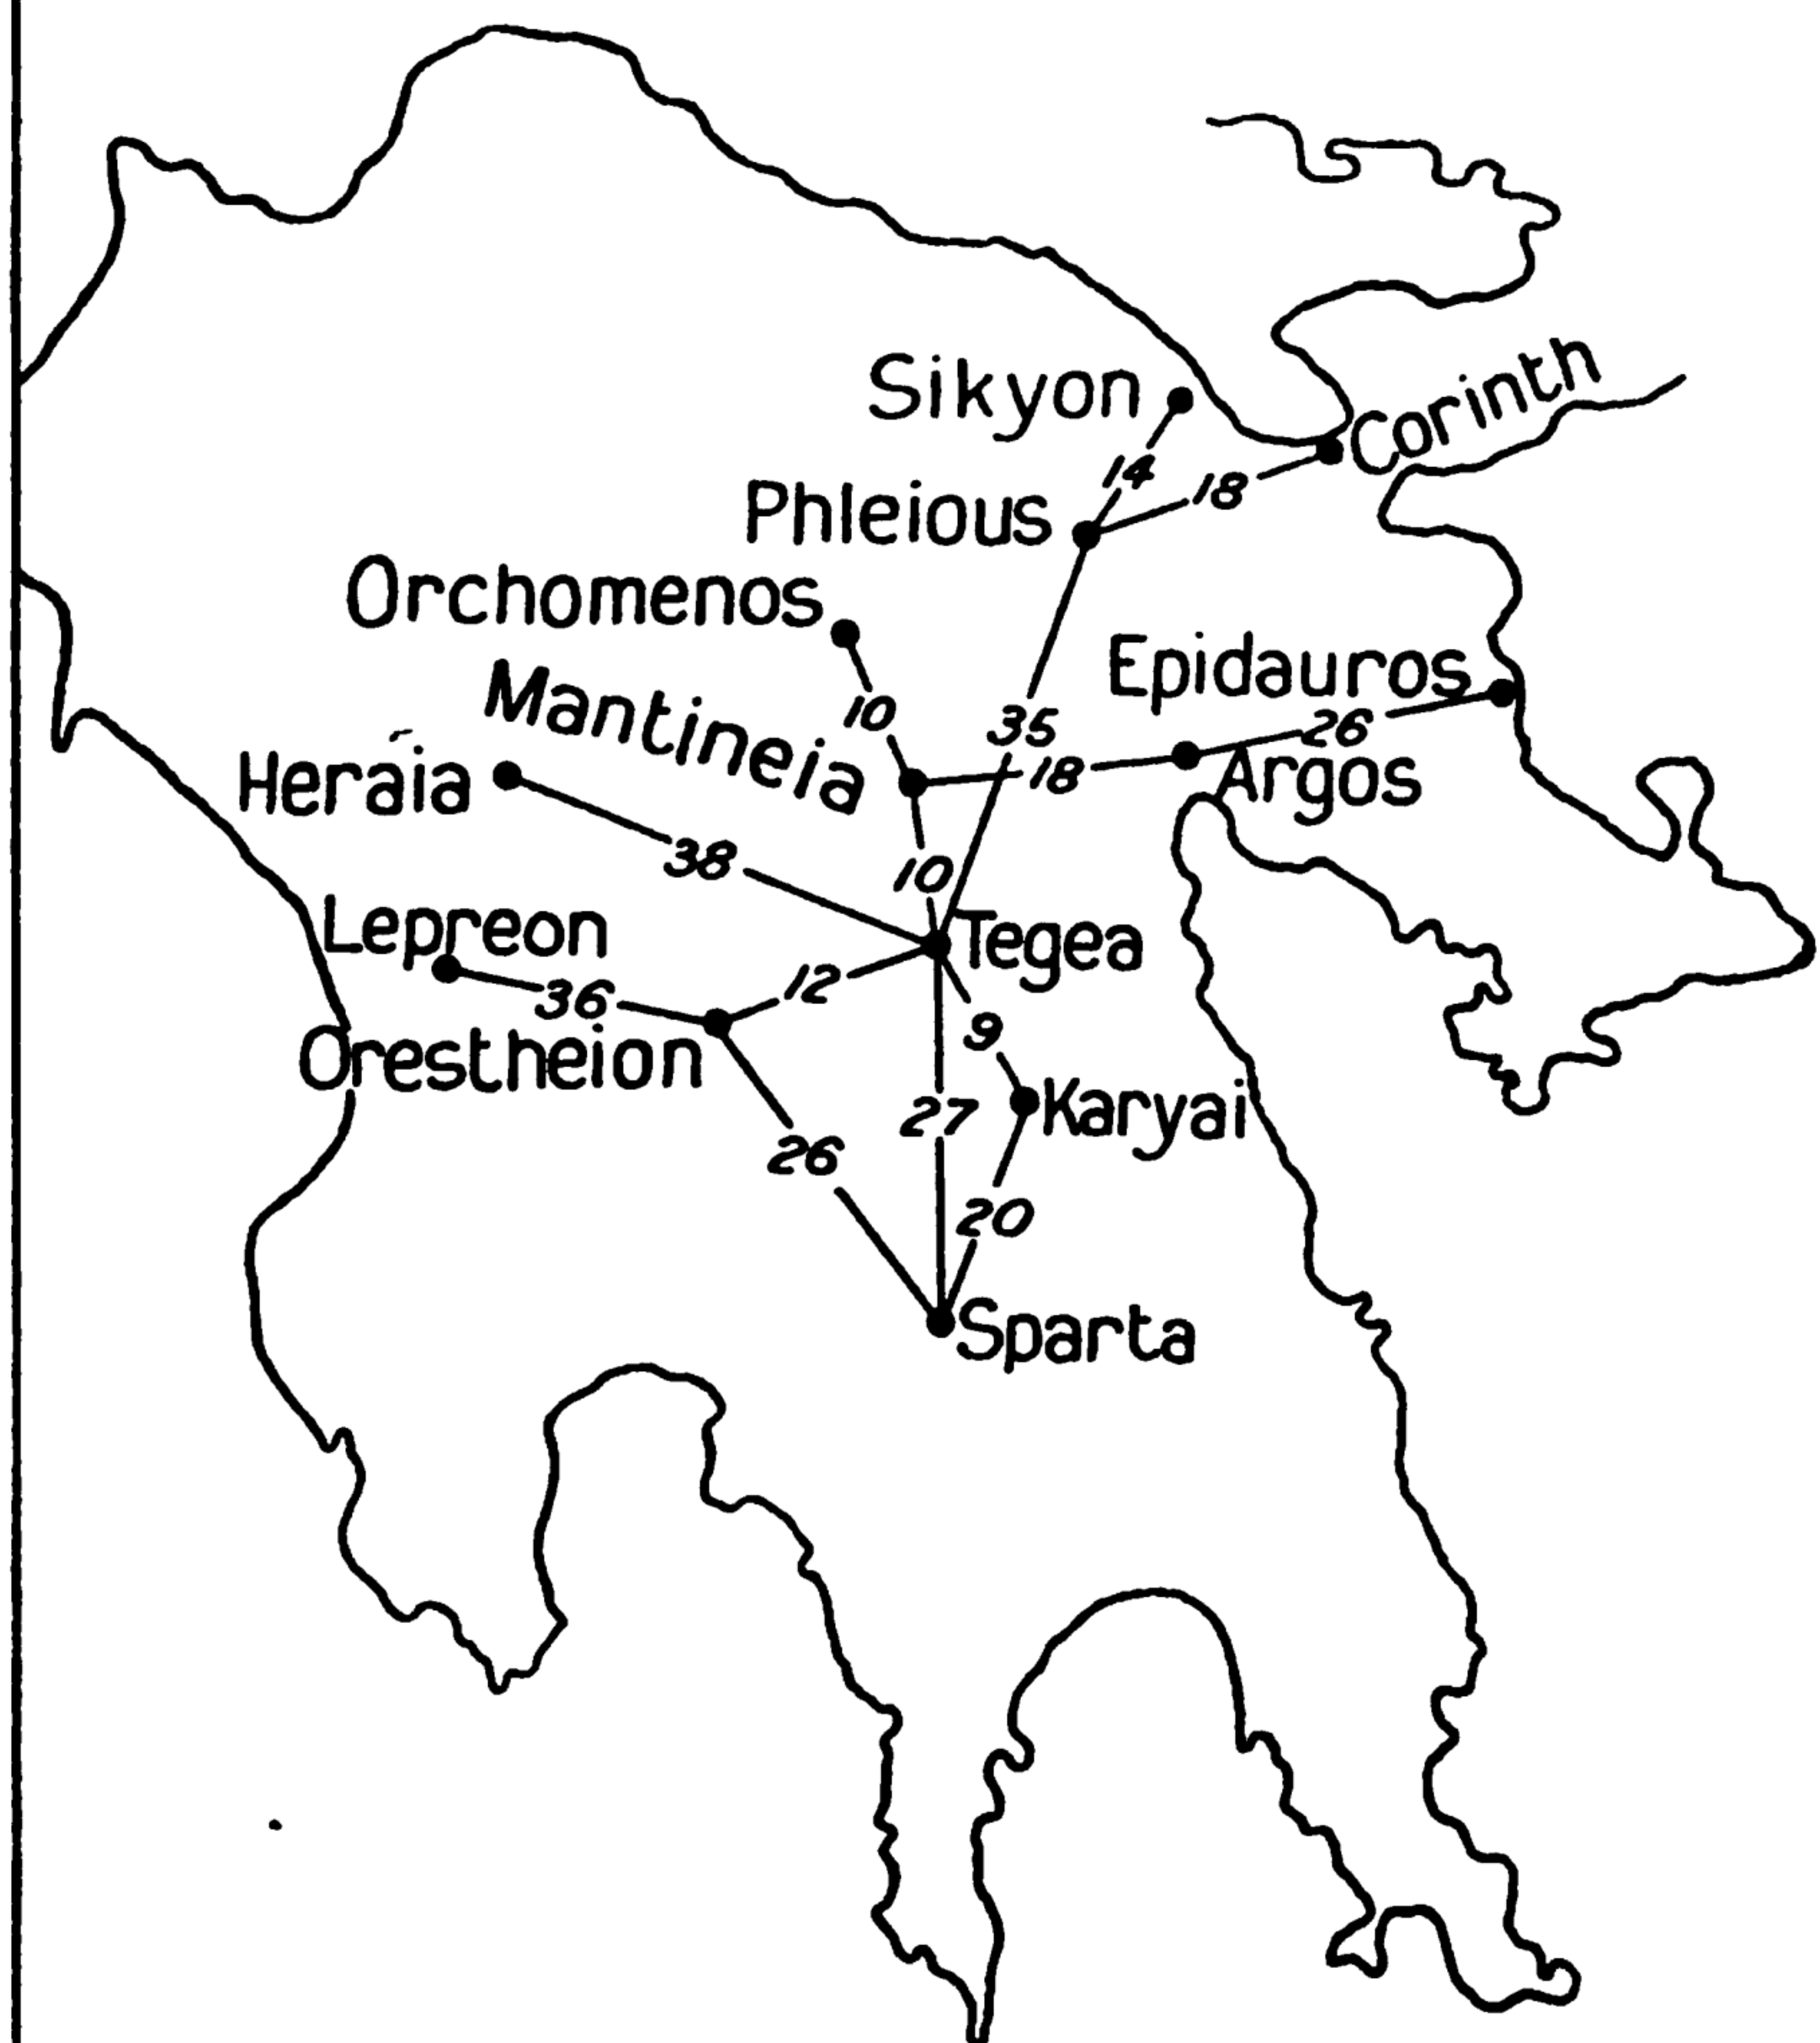 Sikyon
Corinth
14
18
Phleious
Orchomenos
Epidauros
Mantineia
10
35
26
18
Argos
Heraia
38
10
Lepreon
Tegea
12
36
9
Orestheion
Karyai
27
26
20
Sparta